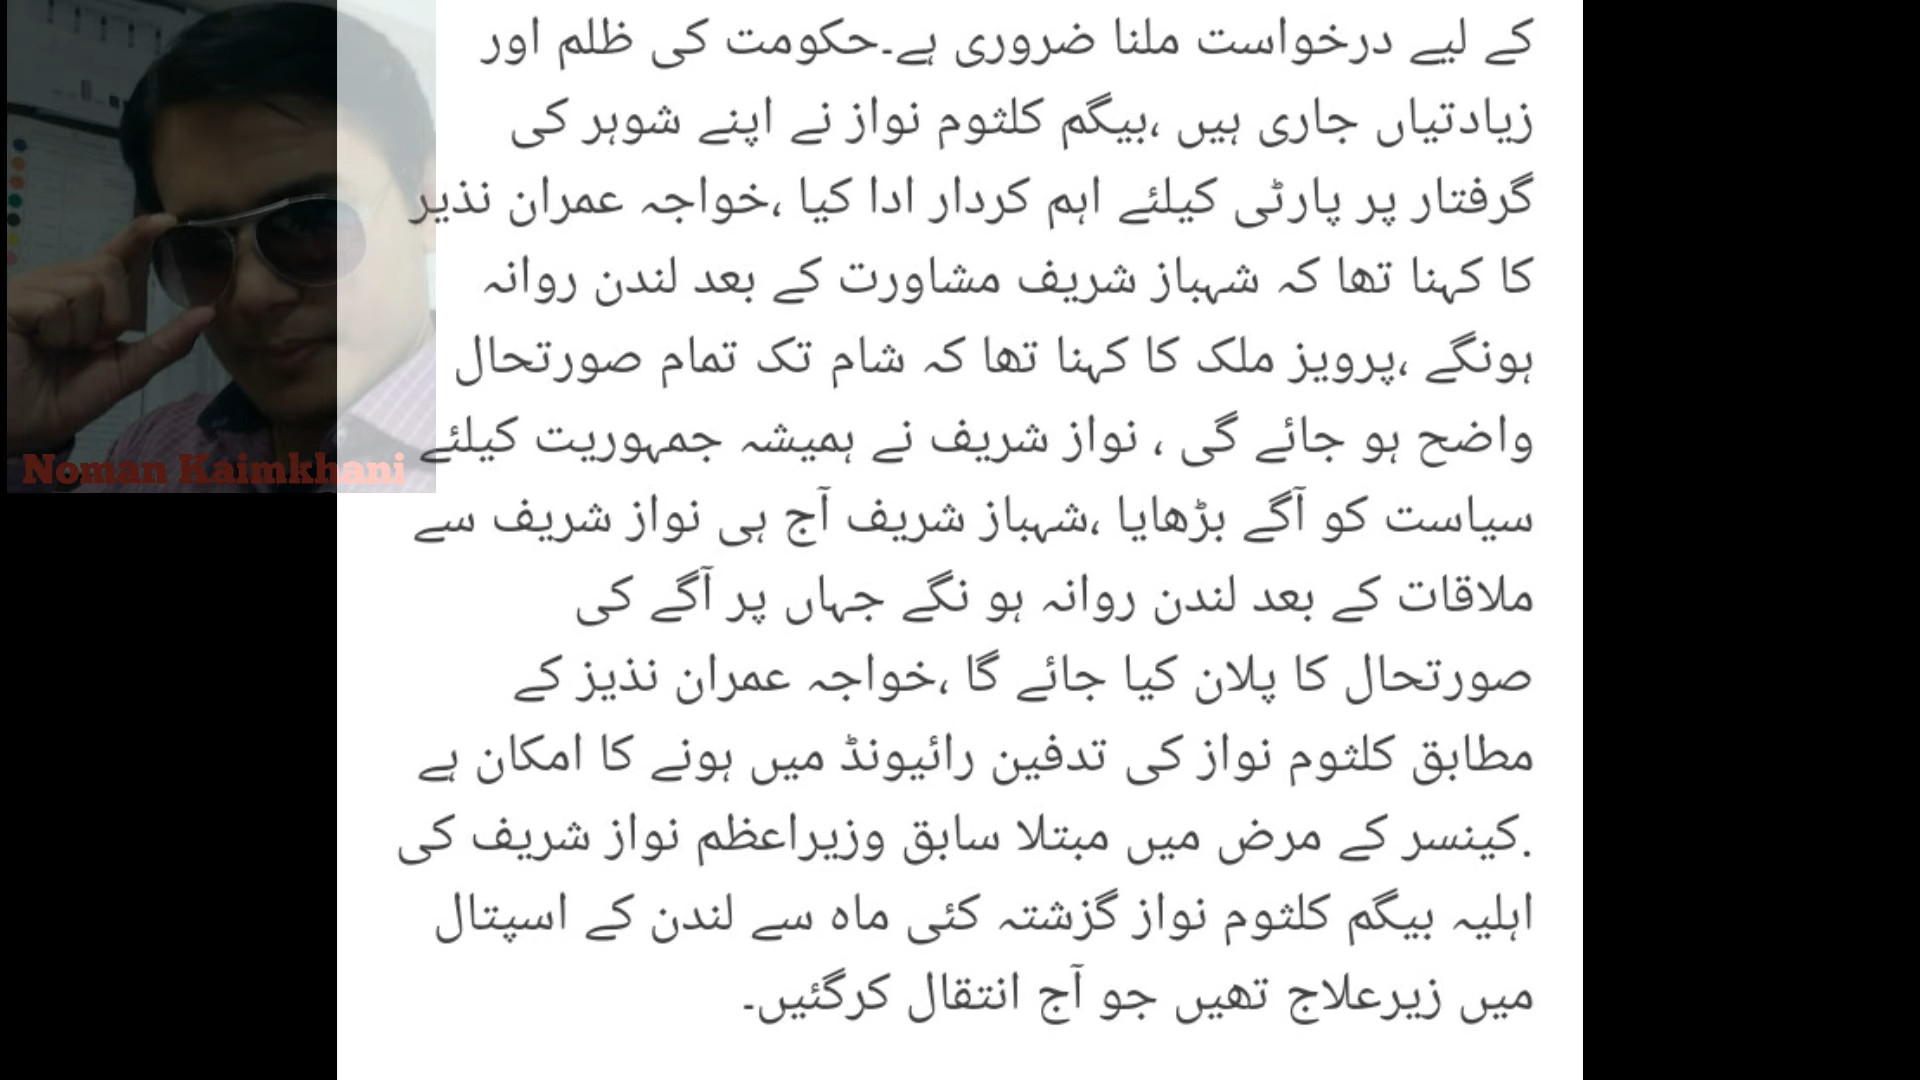 کے لیے درخواست ملنا ضروری ہے۔حکومت کی ظلم اور
زیادتیاں جاری ہیں ،بیگم کلثوم نواز نے اپنے شوہر کی
گرفتار پر پارٹی کیلئے اہم کردار ادا کیا ،خواجہ عمران نذیر
کا کہنا تھا کہ شہباز شریف مشاورت کے بعد لندن روانہ
ہونگے ،پرویز ملک کا کہنا تھا کہ شام تک تمام صورتحال
واضح ہو جائے گی ، نواز شریف نے ہمیشہ جمہوریت کیلئے
سیاست کو آگے بڑھایا ،شہباز شریف آج ہی نواز شریف سے
ملاقات کے بعد لندن روانہ ہو نگے جہاں پر آگے کی
صورتحال کا پلان کیا جائے گا ،خواجہ عمران نذیز کے
مطابق کلثوم نواز کی تدفین رائیونڈ میں ہونے کا امکان ہے
.کینسر کے مرض میں مبتلا سابق وزیراعظم نواز شریف کی
اہلیہ بیگم کلثوم نواز گزشتہ کئی ماہ سے لندن کے اسپتال
میں زیرعلاج تھیں جو آج انتقال کرگئیں۔
Noman Kaimkhani